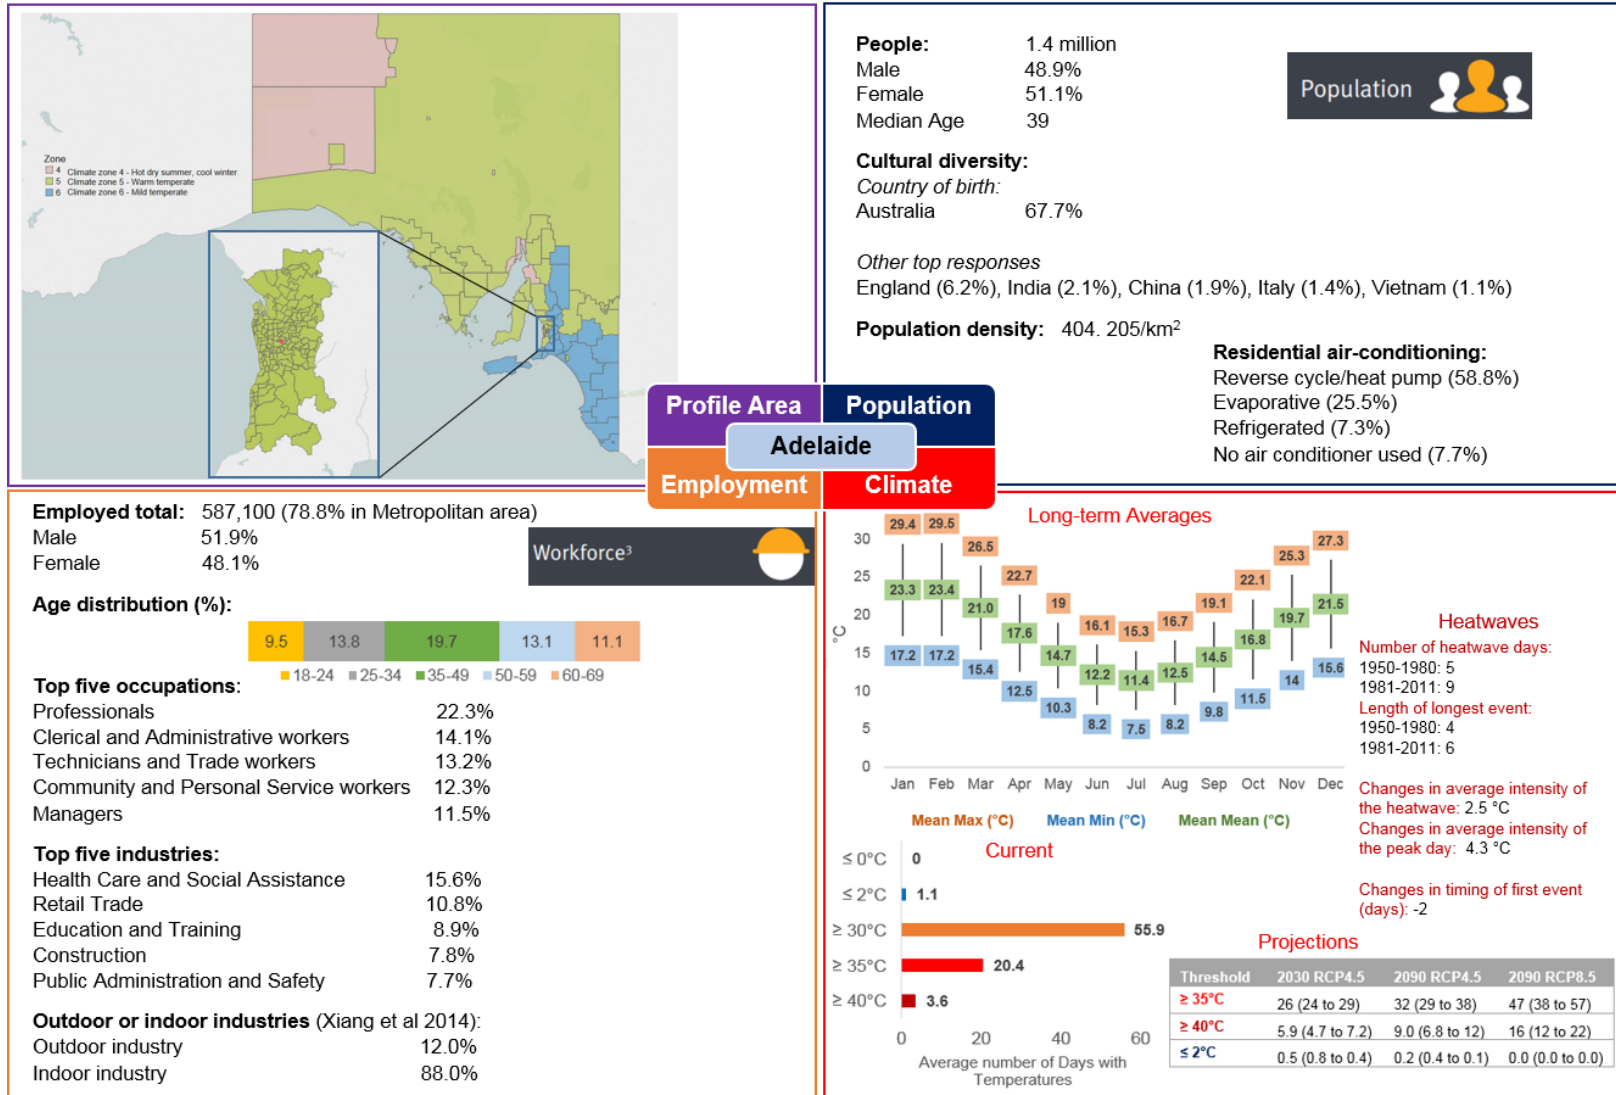 Zone
4 Climate zone 4 - Hot dry summer, cool winter
5 Climate zone 5 - Warm temperate
6 Climate zone 6 - Mild temperate
People: 1.4 million
Male 48.9%
Female 51.1%
Median Age 39
Population
Cultural diversity:
Country of birth:
Australia 67.7%
Other top responses
England (6.2%), India (2.1%), China (1.9%), Italy (1.4%), Vietnam (1.1%)
Population density: 404. 205/km²
Residential air-conditioning:
Reverse cycle/heat pump (58.8%)
Evaporative (25.5%)
Refrigerated (7.3%)
No air conditioner used (7.7%)
Profile Area Population
Adelaide
Employment Climate
Employed total: 587,100 (78.8% in Metropolitan area)
Male 51.9%
Female 48.1%
Workforce³
Age distribution (%):
9.5 13.8 19.7 13.1 11.1
18-24 25-34 35-49 50-59 60-69
Top five occupations:
Professionals 22.3%
Clerical and Administrative workers 14.1%
Technicians and Trade workers 13.2%
Community and Personal Service workers 12.3%
Managers 11.5%
Top five industries:
Health Care and Social Assistance 15.6%
Retail Trade 10.8%
Education and Training 8.9%
Construction 7.8%
Public Administration and Safety 7.7%
Outdoor or indoor industries (Xiang et al 2014):
Outdoor industry 12.0%
Indoor industry 88.0%
Long-term Averages
°C
30
25
20
15
10
5
0
29.4 29.5 26.5 22.7 19 16.1 15.3 16.7 19.1 22.1 25.3 27.3
23.3 23.4 21.0 17.6 14.7 12.2 11.4 12.5 14.5 16.8 19.7 21.5
17.2 17.2 15.4 12.5 10.3 8.2 7.5 8.2 9.8 11.5 14 15.6
Jan Feb Mar Apr May Jun Jul Aug Sep Oct Nov Dec
Mean Max (°C) Mean Min (°C) Mean Mean (°C)
Heatwaves
Number of heatwave days:
1950-1980: 5
1981-2011: 9
Length of longest event:
1950-1980: 4
1981-2011: 6
Changes in average intensity of
the heatwave: 2.5 °C
Changes in average intensity of
the peak day: 4.3 °C
Changes in timing of first event
(days): -2
Current
≤ 0°C 0
≤ 2°C 1.1
≥ 30°C 55.9
≥ 35°C 20.4
≥ 40°C 3.6
0 20 40 60
Average number of Days with
Temperatures
Projections
Threshold 2030 RCP4.5 2090 RCP4.5 2090 RCP8.5
≥ 35°C 26 (24 to 29) 32 (29 to 38) 47 (38 to 57)
≥ 40°C 5.9 (4.7 to 7.2) 9.0 (6.8 to 12) 16 (12 to 22)
≤ 2°C 0.5 (0.8 to 0.4) 0.2 (0.4 to 0.1) 0.0 (0.0 to 0.0)